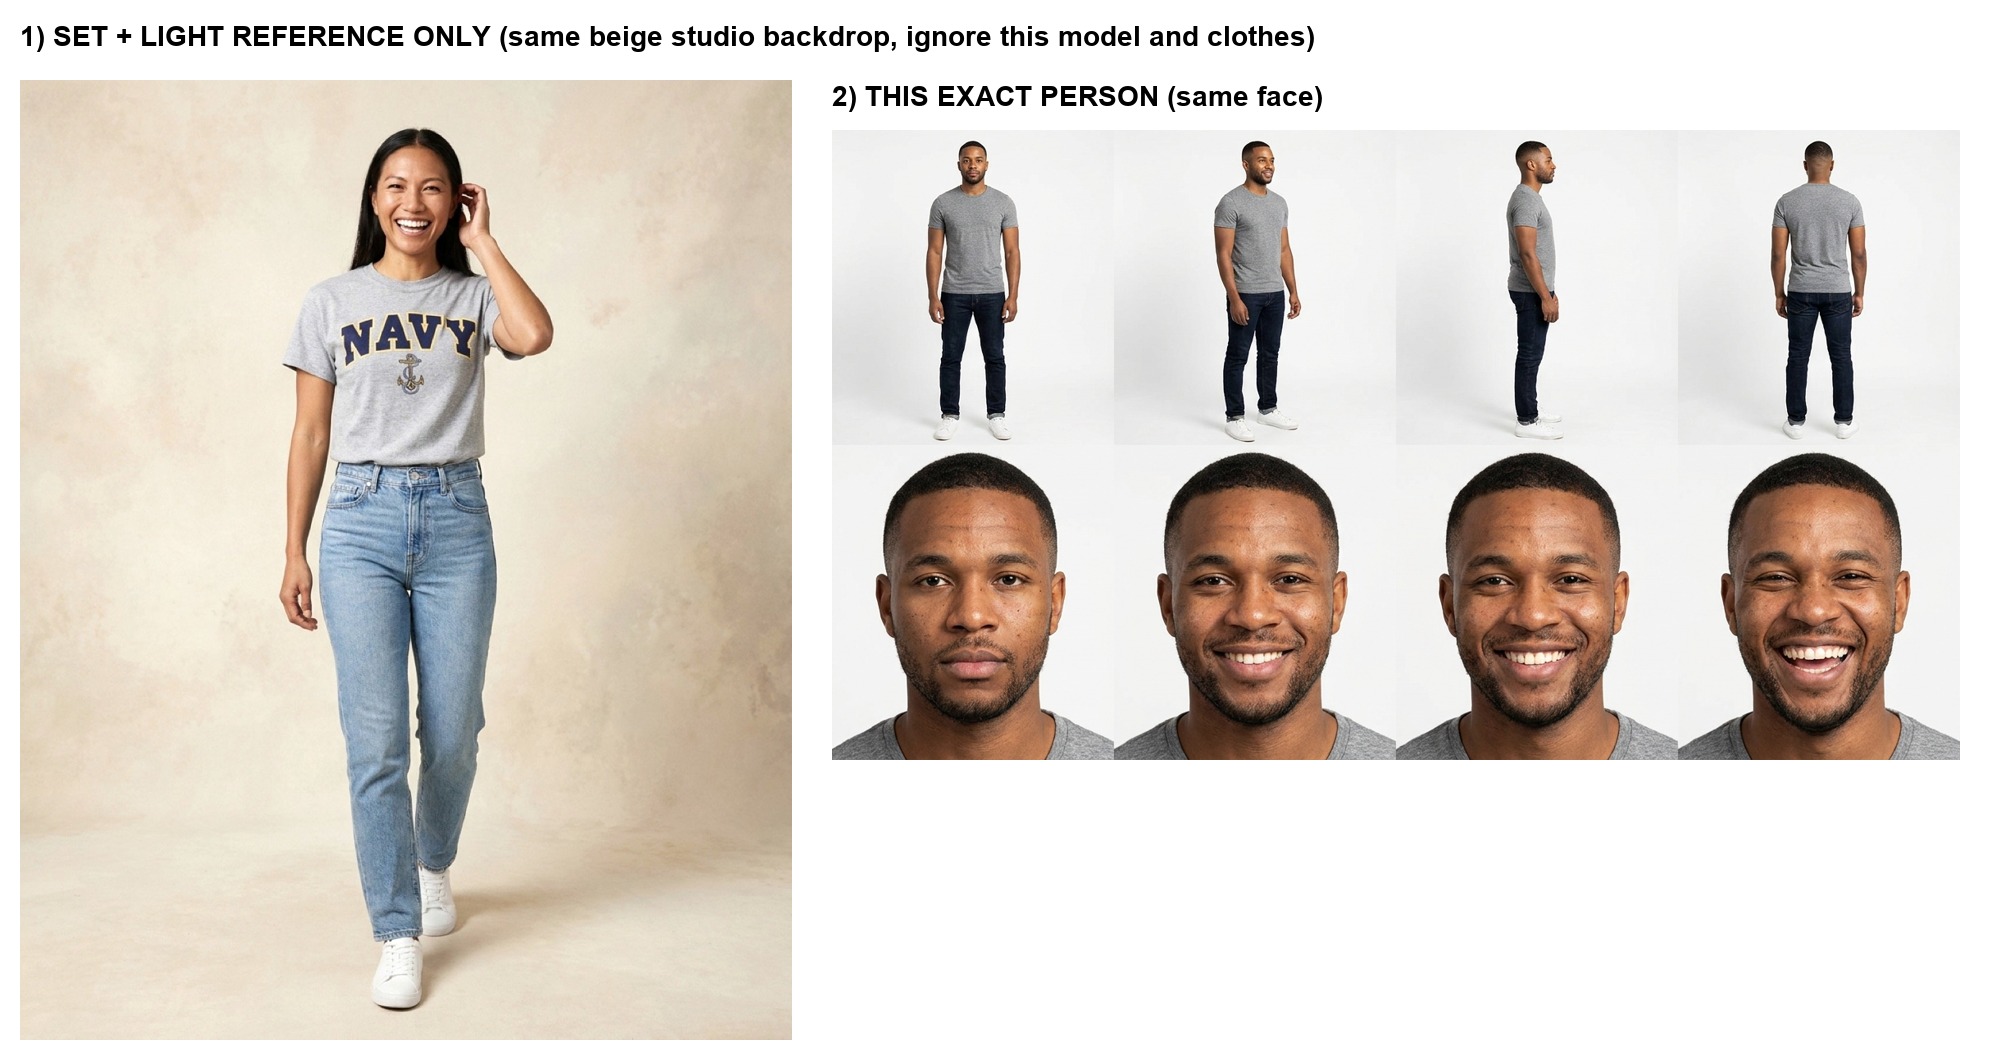 1) SET + LIGHT REFERENCE ONLY (same beige studio backdrop, ignore this model and clothes)
2) THIS EXACT PERSON (same face)
NAVY